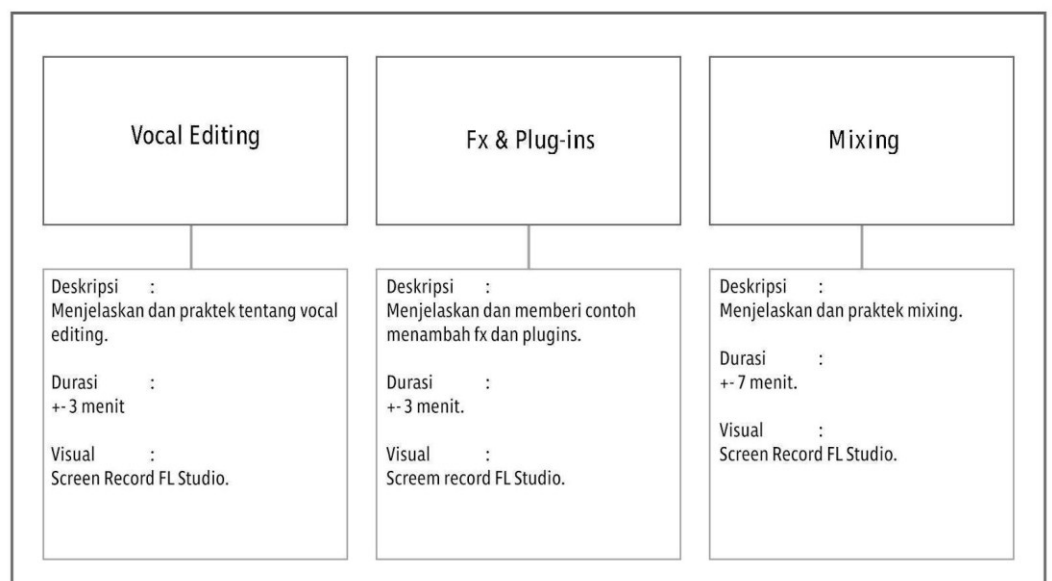 Vocal Editing
Deskripsi :
Menjelaskan dan praktek tentang vocal
editing.
Durasi :
+- 3 menit
Visual :
Screen Record FL Studio.
Fx & Plug-ins
Deskripsi :
Menjelaskan dan memberi contoh
menambah fx dan plugins.
Durasi :
+- 3 menit.
Visual :
Screem record FL Studio.
Mixing
Deskripsi :
Menjelaskan dan praktek mixing.
Durasi :
+- 7 menit.
Visual :
Screen Record FL Studio.